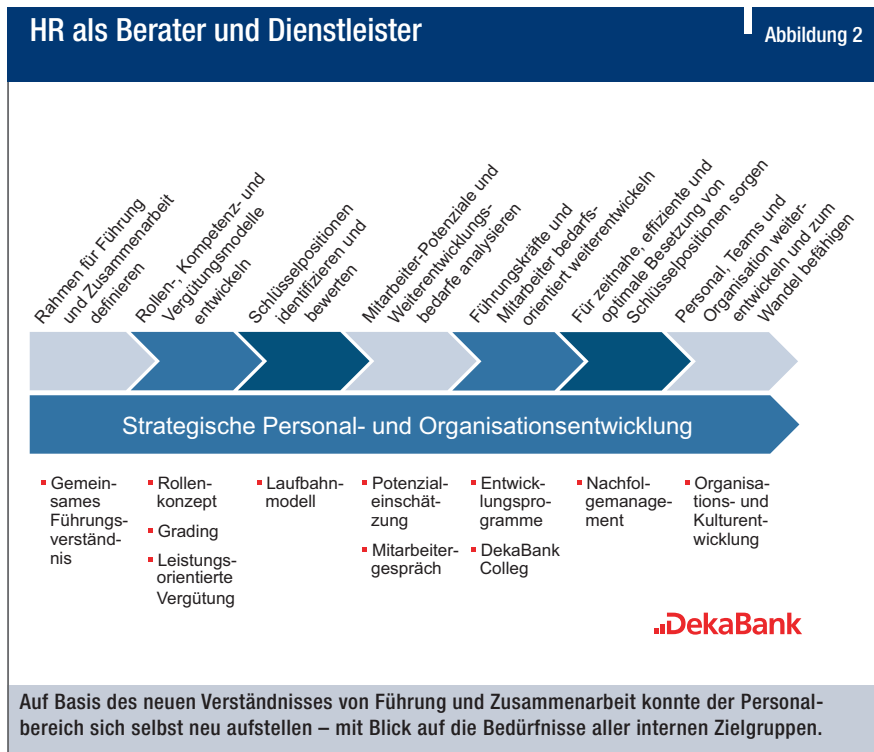 HR als Berater und Dienstleister
Abbildung 2
Rahmen für Führung
und Zusammenarbeit
definieren
Rollen-, Kompetenz- und
Vergütungsmodelle
entwickeln
Schlüsselpositionen
identifizieren und
bewerten
Mitarbeiter-Potenziale und
Weiterentwicklungs-
bedarfe analysieren
Führungskräfte und
Mitarbeiter bedarfs-
orientiert weiterentwickeln
Für zeitnahe, effiziente und
optimale Besetzung von
Schlüsselpositionen sorgen
Personal, Teams und
Organisation weiter-
entwickeln und zum
Wandel befähigen
Strategische Personal- und Organisationsentwicklung
Gemein-
sames
Führungs-
verständ-
nis
Rollen-
konzept
Grading
Leistungs-
orientierte
Vergütung
Laufbahn-
modell
Potenzial-
einschät-
zung
Mitarbeiter-
gespräch
Entwick-
lungspro-
gramme
DekaBank
Colleg
Nachfol-
gemanage-
ment
Organisa-
tions- und
Kulturent-
wicklung
DekaBank
Auf Basis des neuen Verständnisses von Führung und Zusammenarbeit konnte der Personal-
bereich sich selbst neu aufstellen – mit Blick auf die Bedürfnisse aller internen Zielgruppen.